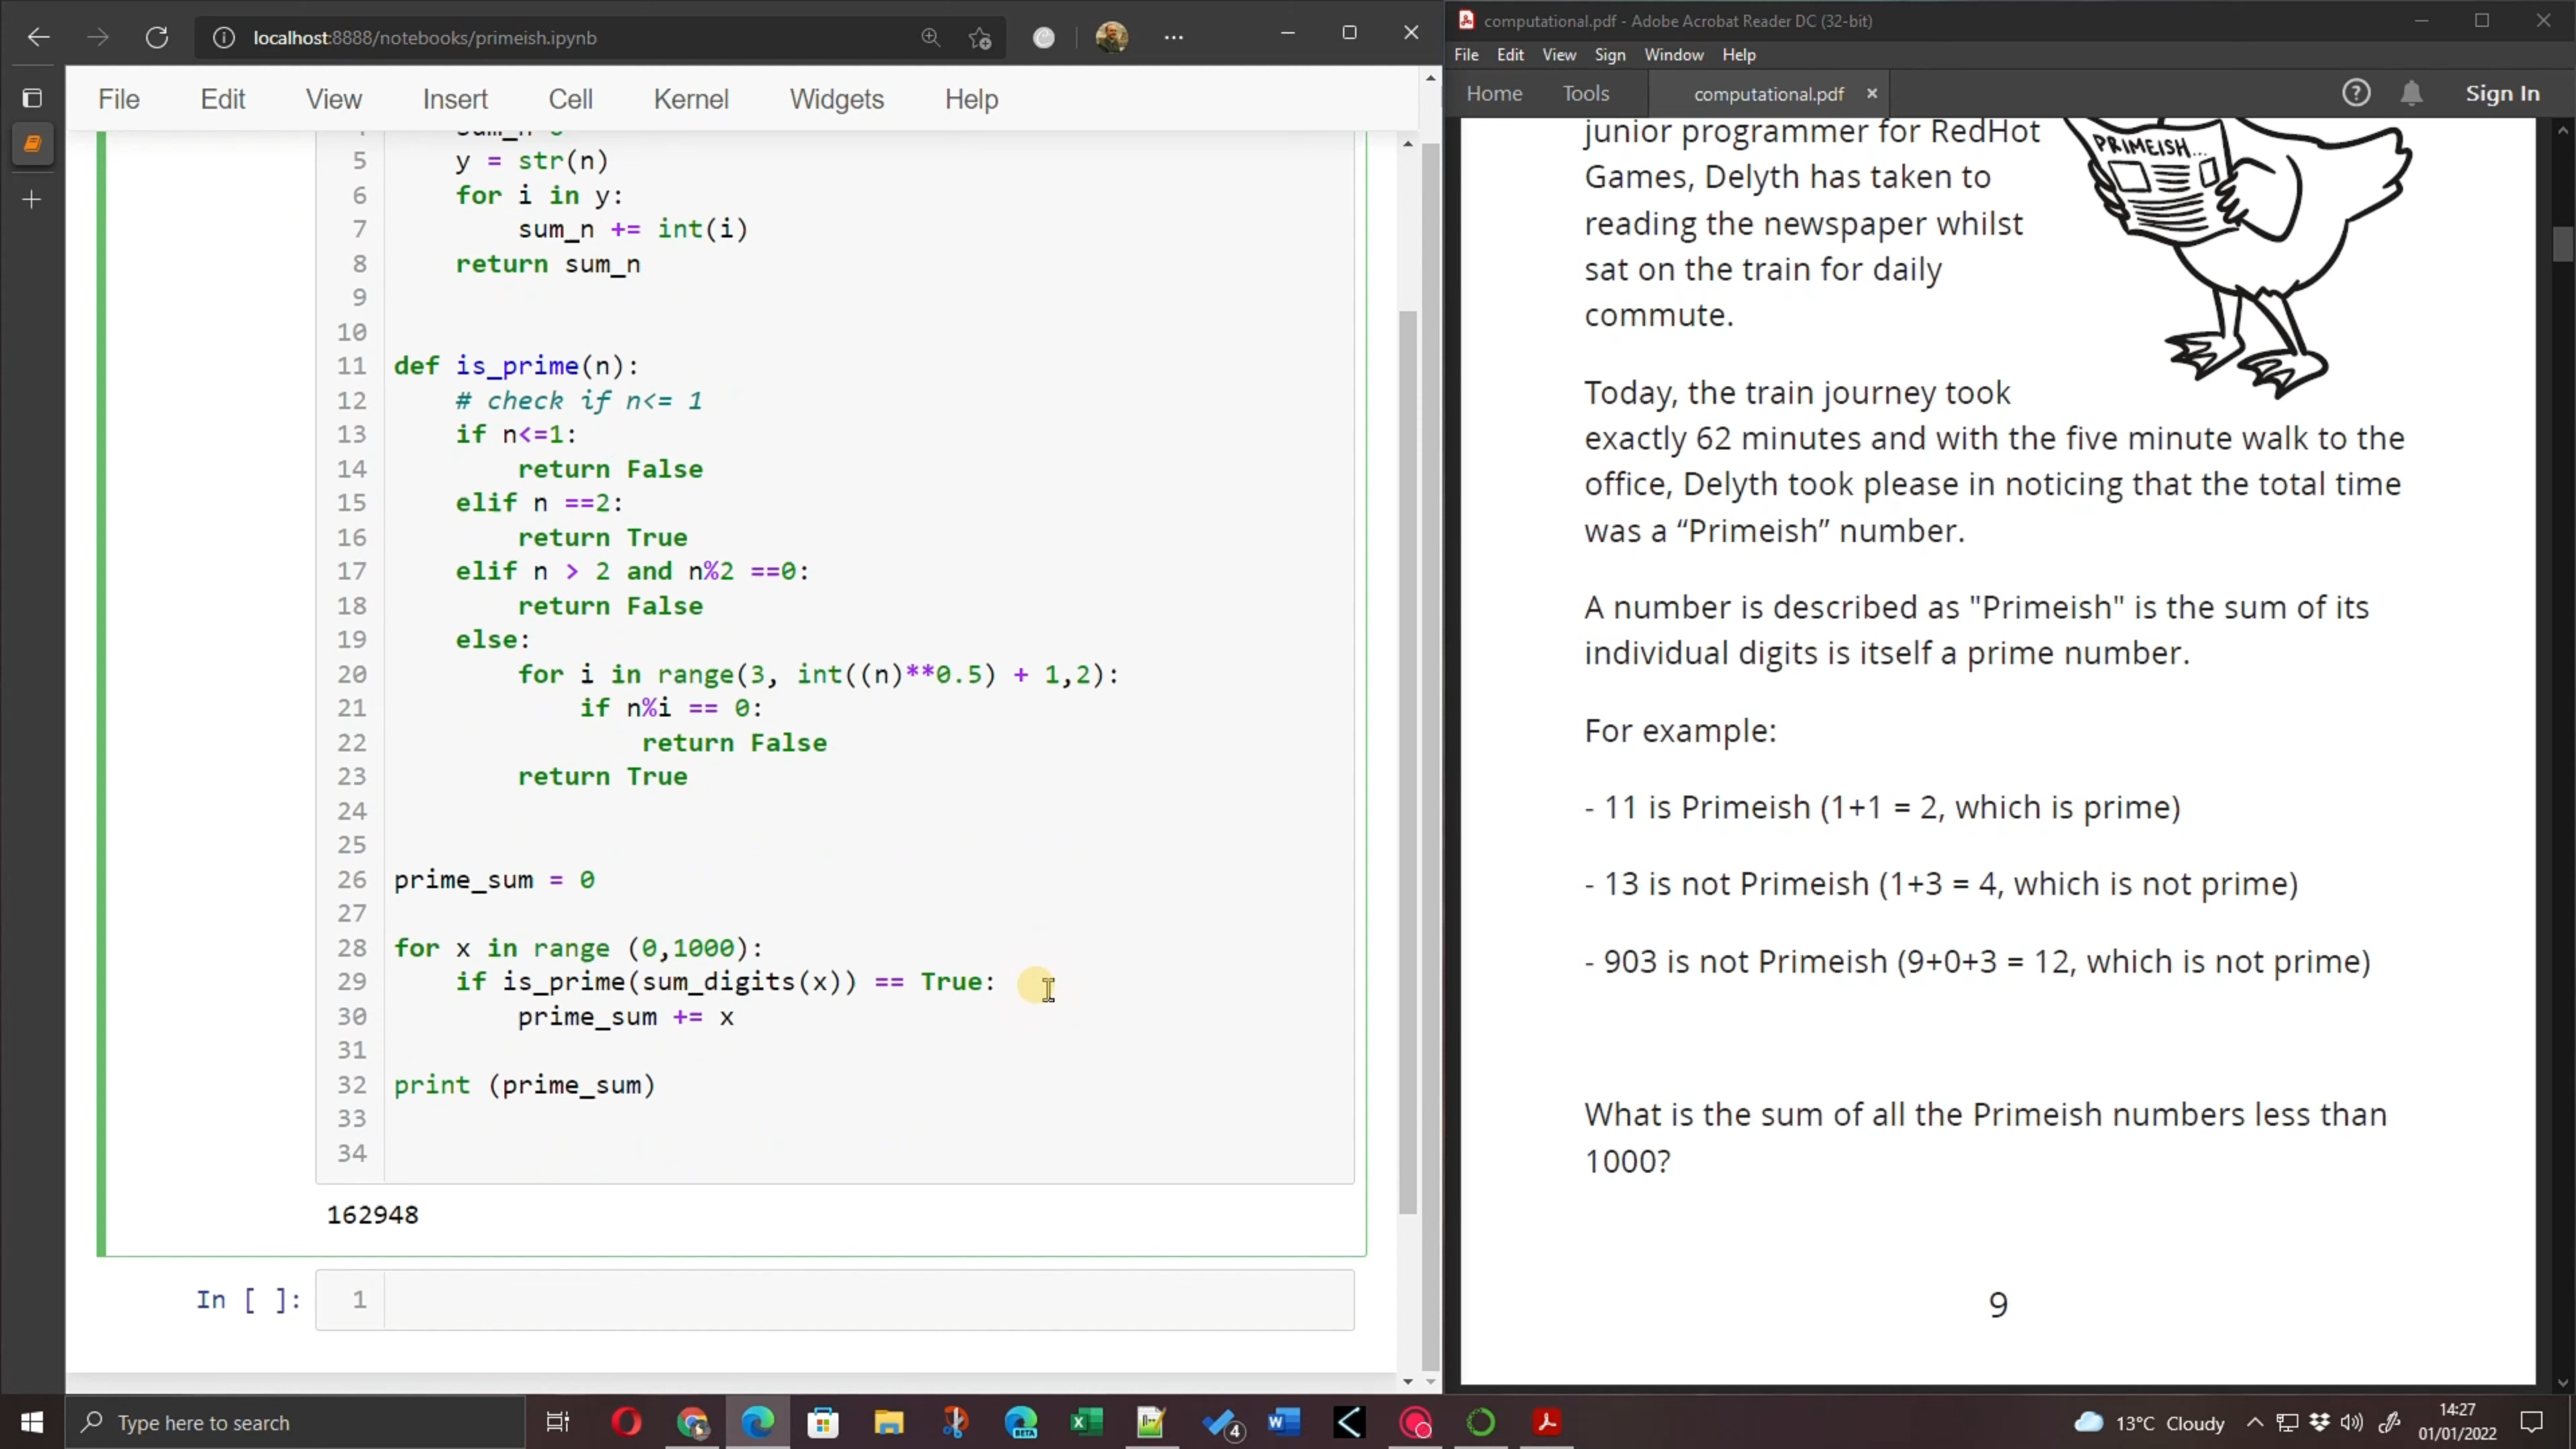 localhost:8888/notebooks/primeish.ipynb
File Edit View Insert Cell Kernel Widgets Help
5 y = str(n)
6 for i in y:
7 sum_n += int(i)
8 return sum_n
9
10
11 def is_prime(n):
12 # check if n<= 1
13 if n<=1:
14 return False
15 elif n ==2:
16 return True
17 elif n > 2 and n%2 ==0:
18 return False
19 else:
20 for i in range(3, int((n)**0.5) + 1,2):
21 if n%i == 0:
22 return False
23 return True
24
25
26 prime_sum = 0
27
28 for x in range (0,1000):
29 if is_prime(sum_digits(x)) == True:
30 prime_sum += x
31
32 print (prime_sum)
33
34
162948
In [ ]: 1
computational.pdf - Adobe Acrobat Reader DC (32-bit)
File Edit View Sign Window Help
Home Tools computational.pdf × Sign In
junior programmer for RedHot
Games, Delyth has taken to
reading the newspaper whilst
sat on the train for daily
commute.
PRIMEISH...
Today, the train journey took
exactly 62 minutes and with the five minute walk to the
office, Delyth took please in noticing that the total time
was a “Primeish” number.
A number is described as "Primeish" is the sum of its
individual digits is itself a prime number.
For example:
- 11 is Primeish (1+1 = 2, which is prime)
- 13 is not Primeish (1+3 = 4, which is not prime)
- 903 is not Primeish (9+0+3 = 12, which is not prime)
What is the sum of all the Primeish numbers less than
1000?
9
Type here to search
BETA
4
13°C Cloudy
14:27
01/01/2022